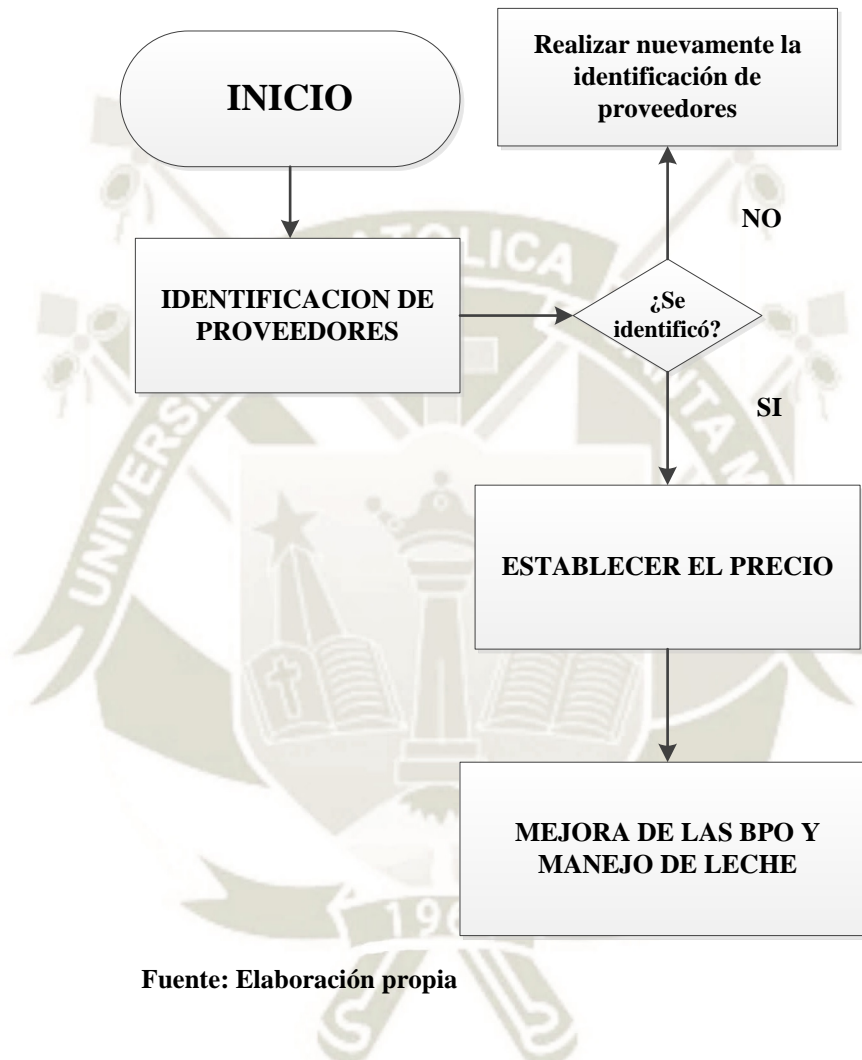 INICIO
Realizar nuevamente la
identificación de
proveedores
NO
IDENTIFICACION DE
PROVEEDORES
¿Se
identificó?
SI
ESTABLECER EL PRECIO
MEJORA DE LAS BPO Y
MANEJO DE LECHE
Fuente: Elaboración propia